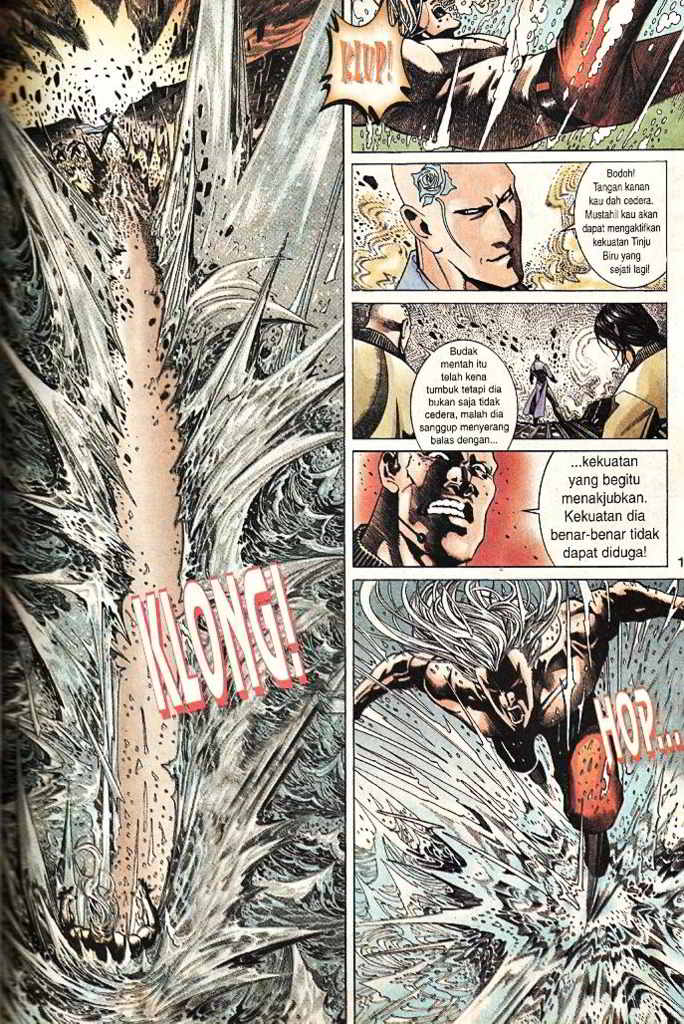 KLUP!
Bodoh!
Tangan kanan
kau dah cedera.
Mustahil kau akan
dapat mengaktifkan
kekuatan Tinju
Biru yang
sejati lagi!
Budak
mentah itu
telah kena
tumbuk tetapi dia
bukan saja tidak
cedera, malah dia
sanggup menyerang
balas dengan...
...kekuatan
yang begitu
menakjubkan.
Kekuatan dia
benar-benar tidak
dapat diduga!
1
KLONG!
HOP...